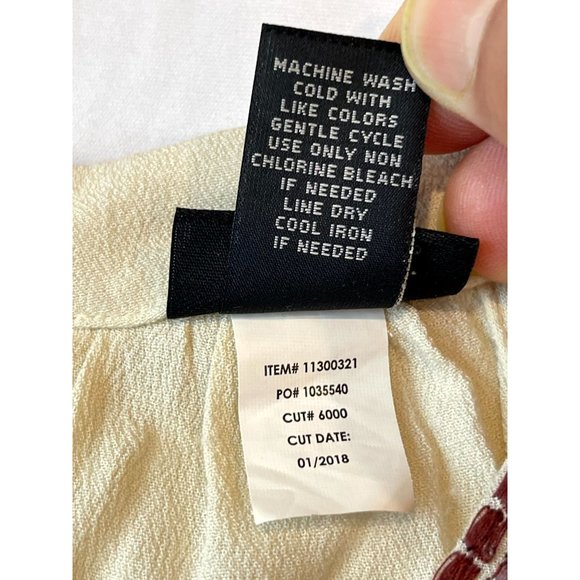 MACHINE WASH
COLD WITH
LIKE COLORS
GENTLE CYCLE
USE ONLY NON
CHLORINE BLEACH
IF NEEDED
LINE DRY
COOL IRON
IF NEEDED
ITEM# 11300321
PO# 1035540
CUT# 6000
CUT DATE:
01/2018